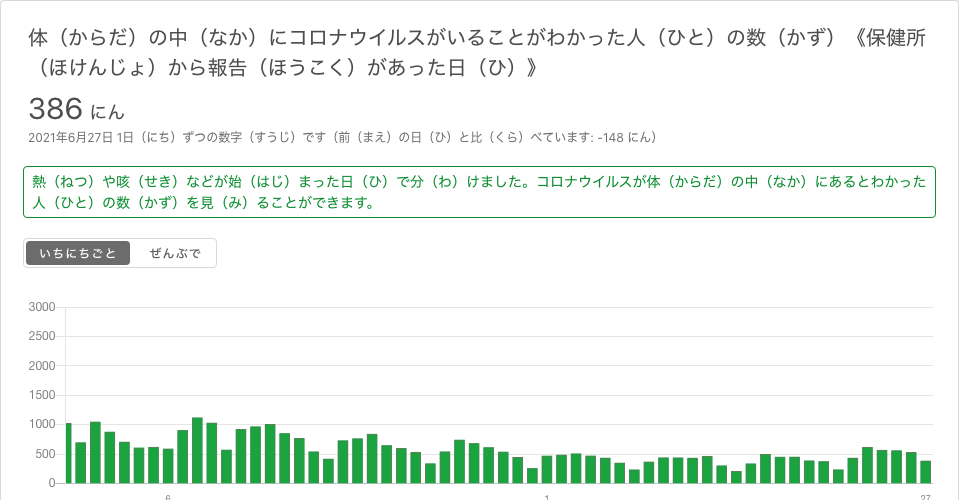 体（からだ）の中（なか）にコロナウイルスがいることがわかった人（ひと）の数（かず）《保健所
（ほけんじょ）から報告（ほうこく）があった日（ひ）》
386 にん
2021年6月27日 1日（にち）ずつの数字（すうじ）です（前（まえ）の日（ひ）と比（くら）べています: -148 にん）
熱（ねつ）や咳（せき）などが始（はじ）まった日（ひ）で分（わ）けました。コロナウイルスが体（からだ）の中（なか）にあるとわかった
人（ひと）の数（かず）を見（み）ることができます。
いちにちごと ぜんぶで
3000
2500
2000
1500
1000
500
0
6 1 27